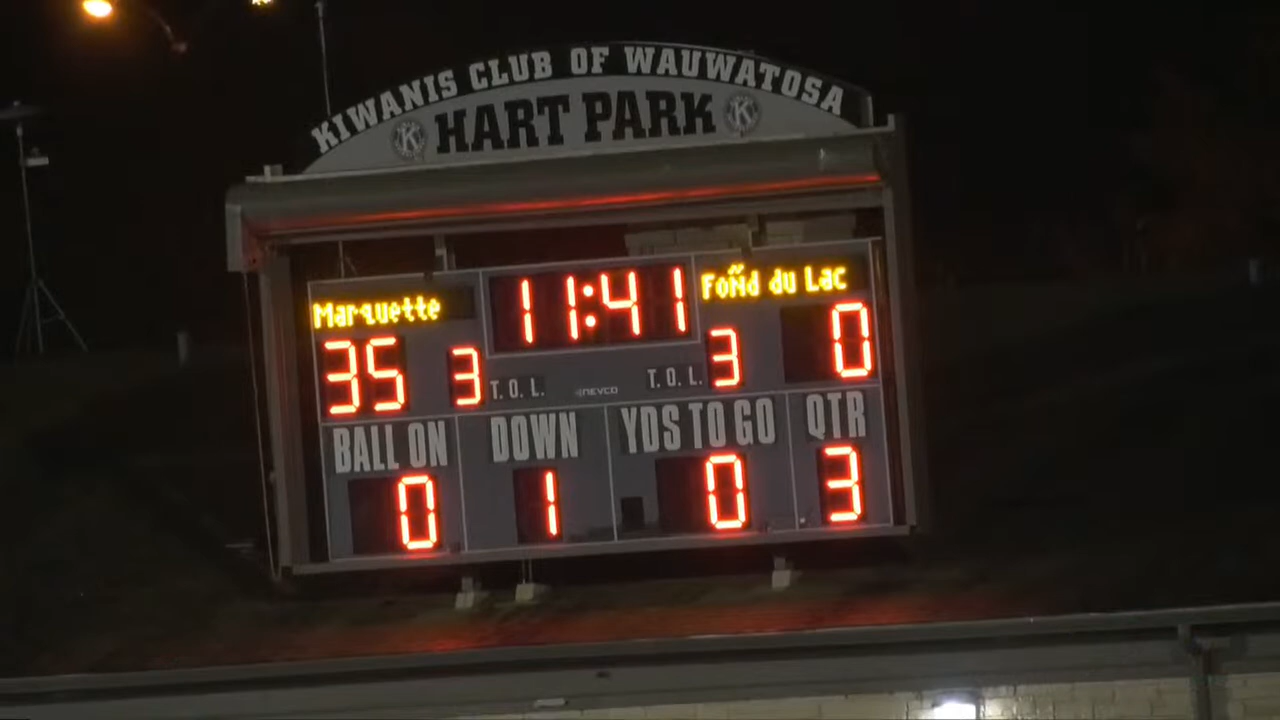 KIWANIS CLUB OF WAUWATOSA
HART PARK
Marquette 11:41 Fond du Lac
35 3 T.O.L. NEVCO T.O.L. 3 0
BALL ON DOWN YDS TO GO QTR
0 1 0 3